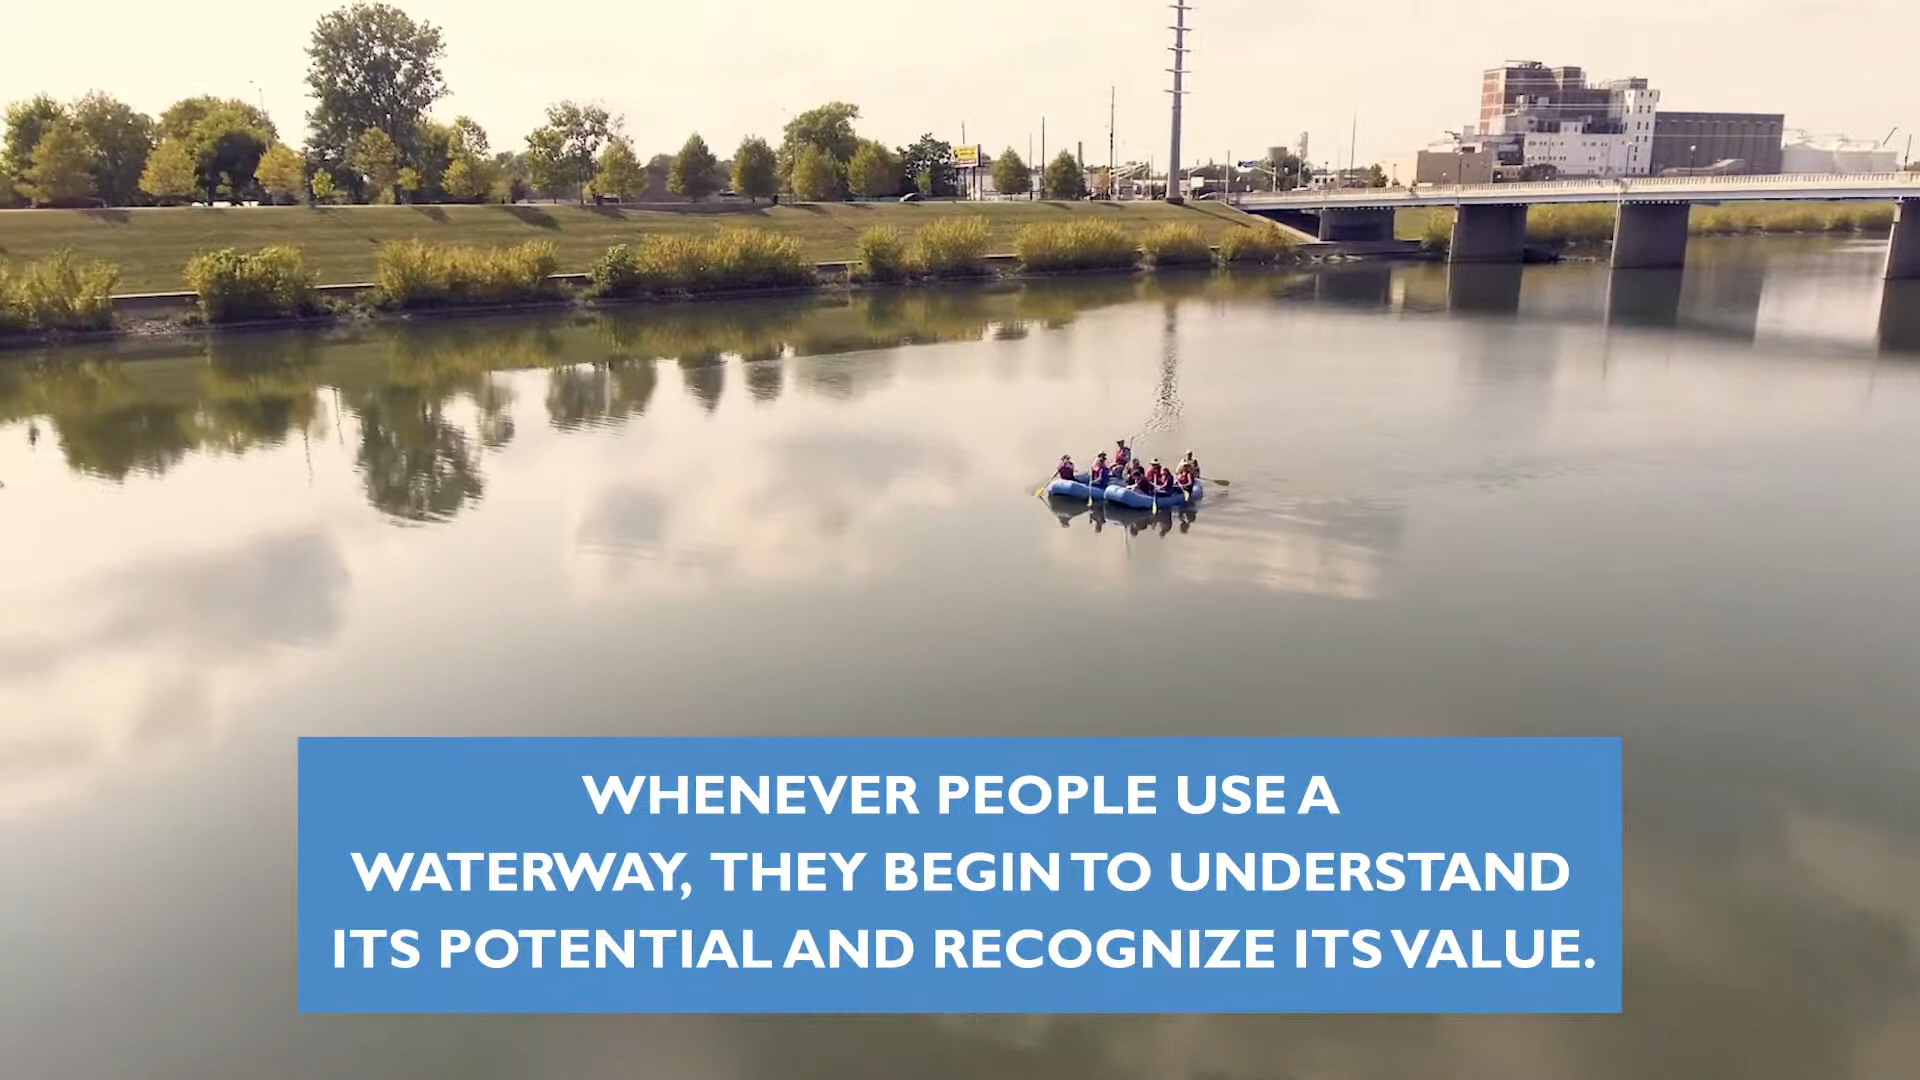 WHENEVER PEOPLE USE A
WATERWAY, THEY BEGIN TO UNDERSTAND
ITS POTENTIAL AND RECOGNIZE ITS VALUE.